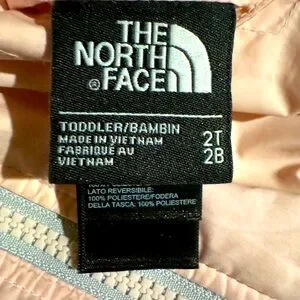 THE
NORTH
FACE
®
TODDLER/BAMBIN
MADE IN VIETNAM
FABRIQUÉ AU
VIETNAM
2T
2B
LATO REVERSIBILE:
100% POLIESTERE/FODERA
DELLA TASCA. 100% POLIESTERE